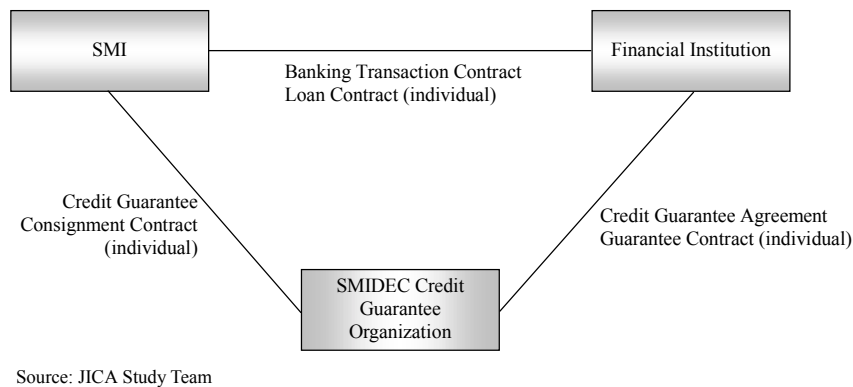 SMI
Financial Institution
Banking Transaction Contract
Loan Contract (individual)
Credit Guarantee
Consignment Contract
(individual)
Credit Guarantee Agreement
Guarantee Contract (individual)
SMIDEC Credit
Guarantee
Organization
Source: JICA Study Team